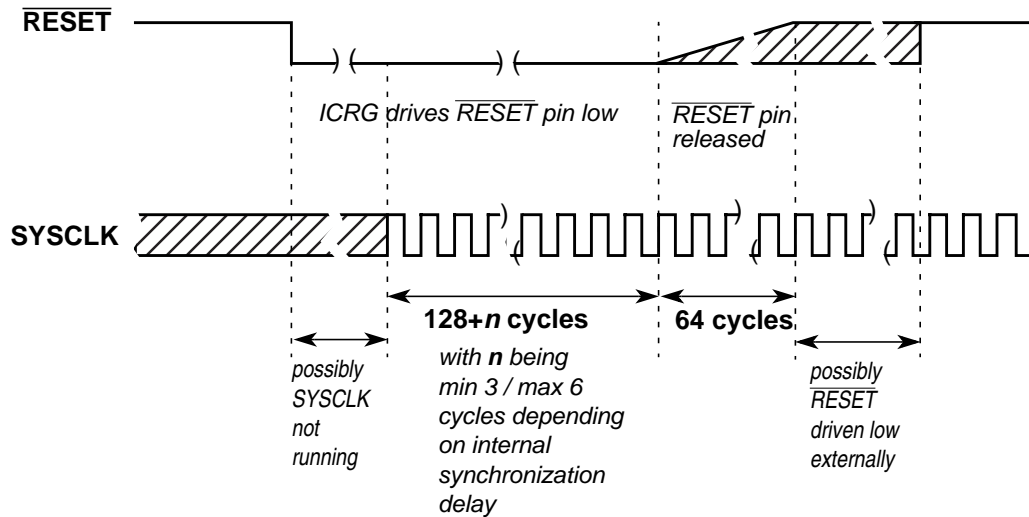 RESET
ICRG drives RESET pin low
RESET pin
released
SYSCLK
128+n cycles
with n being
min 3 / max 6
cycles depending
on internal
synchronization
delay
64 cycles
possibly
SYSCLK
not
running
possibly
RESET
driven low
externally